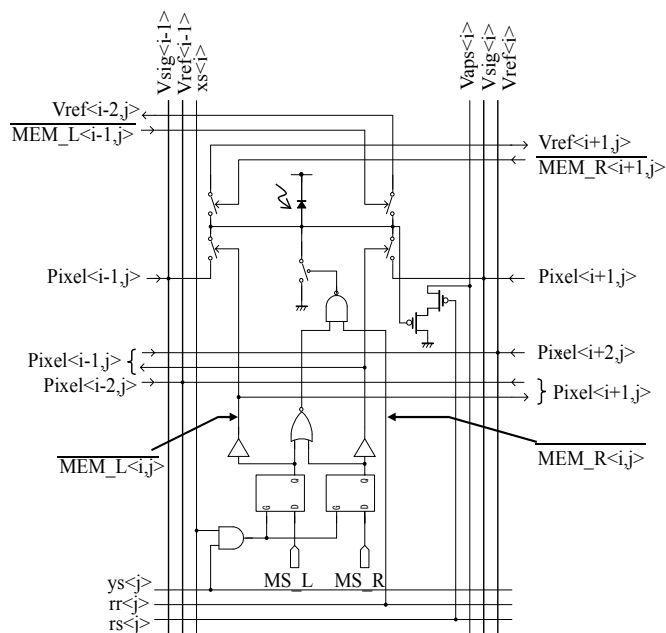 Vsig<i-1>
Vref<i-1>
xs<i>
Vaps<i>
Vsig<i>
Vref<i>
Vref<i-2,j>
MEM_L<i-1,j>
Vref<i+1,j>
MEM_R<i+1,j>
Pixel<i-1,j>
Pixel<i+1,j>
Pixel<i-1,j>
Pixel<i+2,j>
Pixel<i-2,j>
Pixel<i+1,j>
MEM_L<i,j>
MEM_R<i,j>
Q
Q
G
D
G
D
MS_L
MS_R
ys<j>
rr<j>
rs<j>